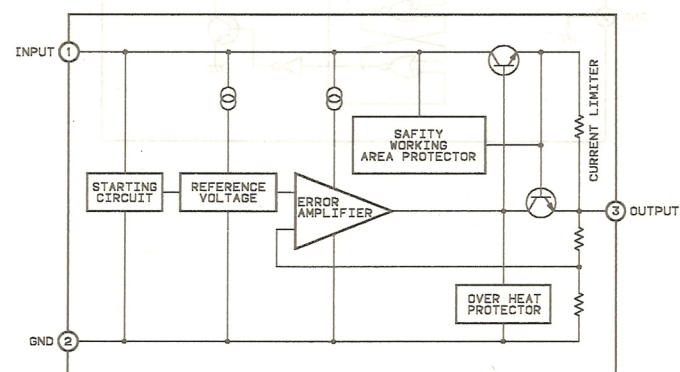 INPUT 1
CURRENT LIMITER
SAFITY
WORKING
AREA PROTECTOR
STARTING
CIRCUIT
REFERENCE
VOLTAGE
ERROR
AMPLIFIER
3 OUTPUT
OVER HEAT
PROTECTOR
GND 2